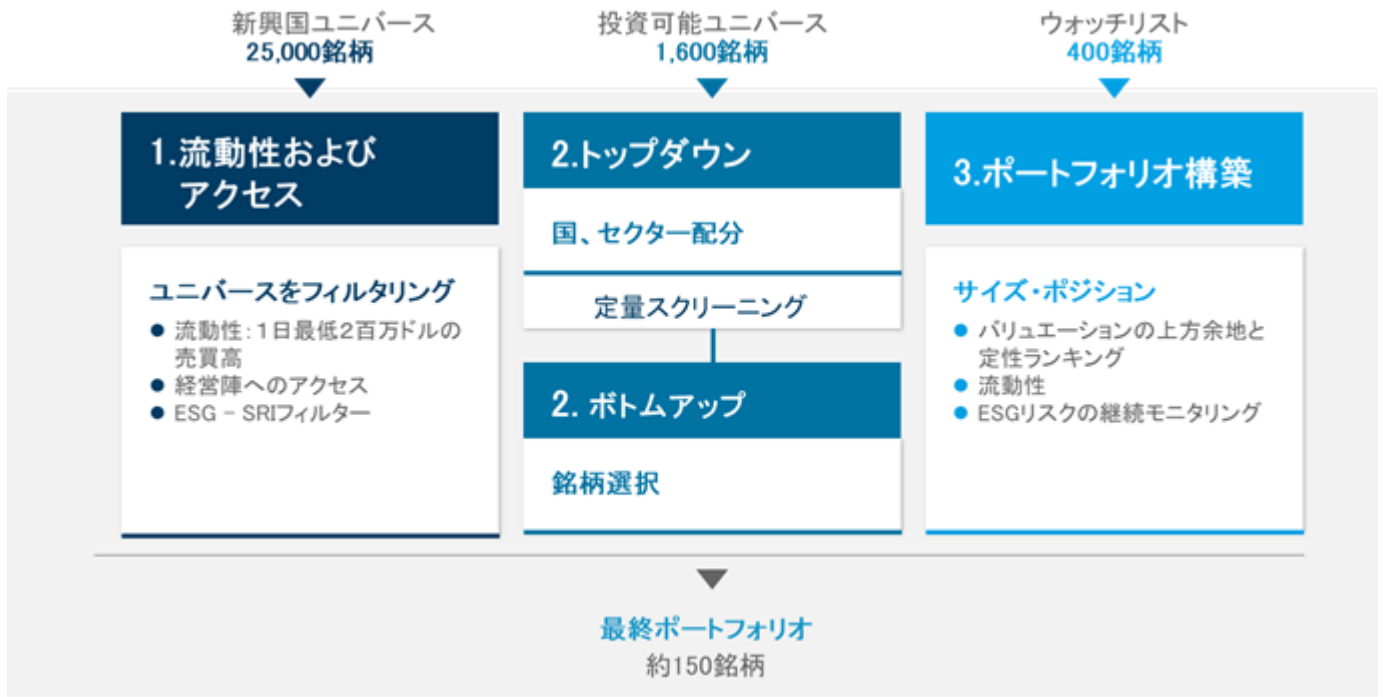 新興国ユニバース
25,000銘柄
投資可能ユニバース
1,600銘柄
ウォッチリスト
400銘柄
1.流動性および
アクセス
ユニバースをフィルタリング
● 流動性：1日最低2百万ドルの
売買高
● 経営陣へのアクセス
● ESG – SRIフィルター
2.トップダウン
国、セクター配分
定量スクリーニング
2. ボトムアップ
銘柄選択
3.ポートフォリオ構築
サイズ・ポジション
● バリュエーションの上方余地と
定性ランキング
● 流動性
● ESGリスクの継続モニタリング
最終ポートフォリオ
約150銘柄